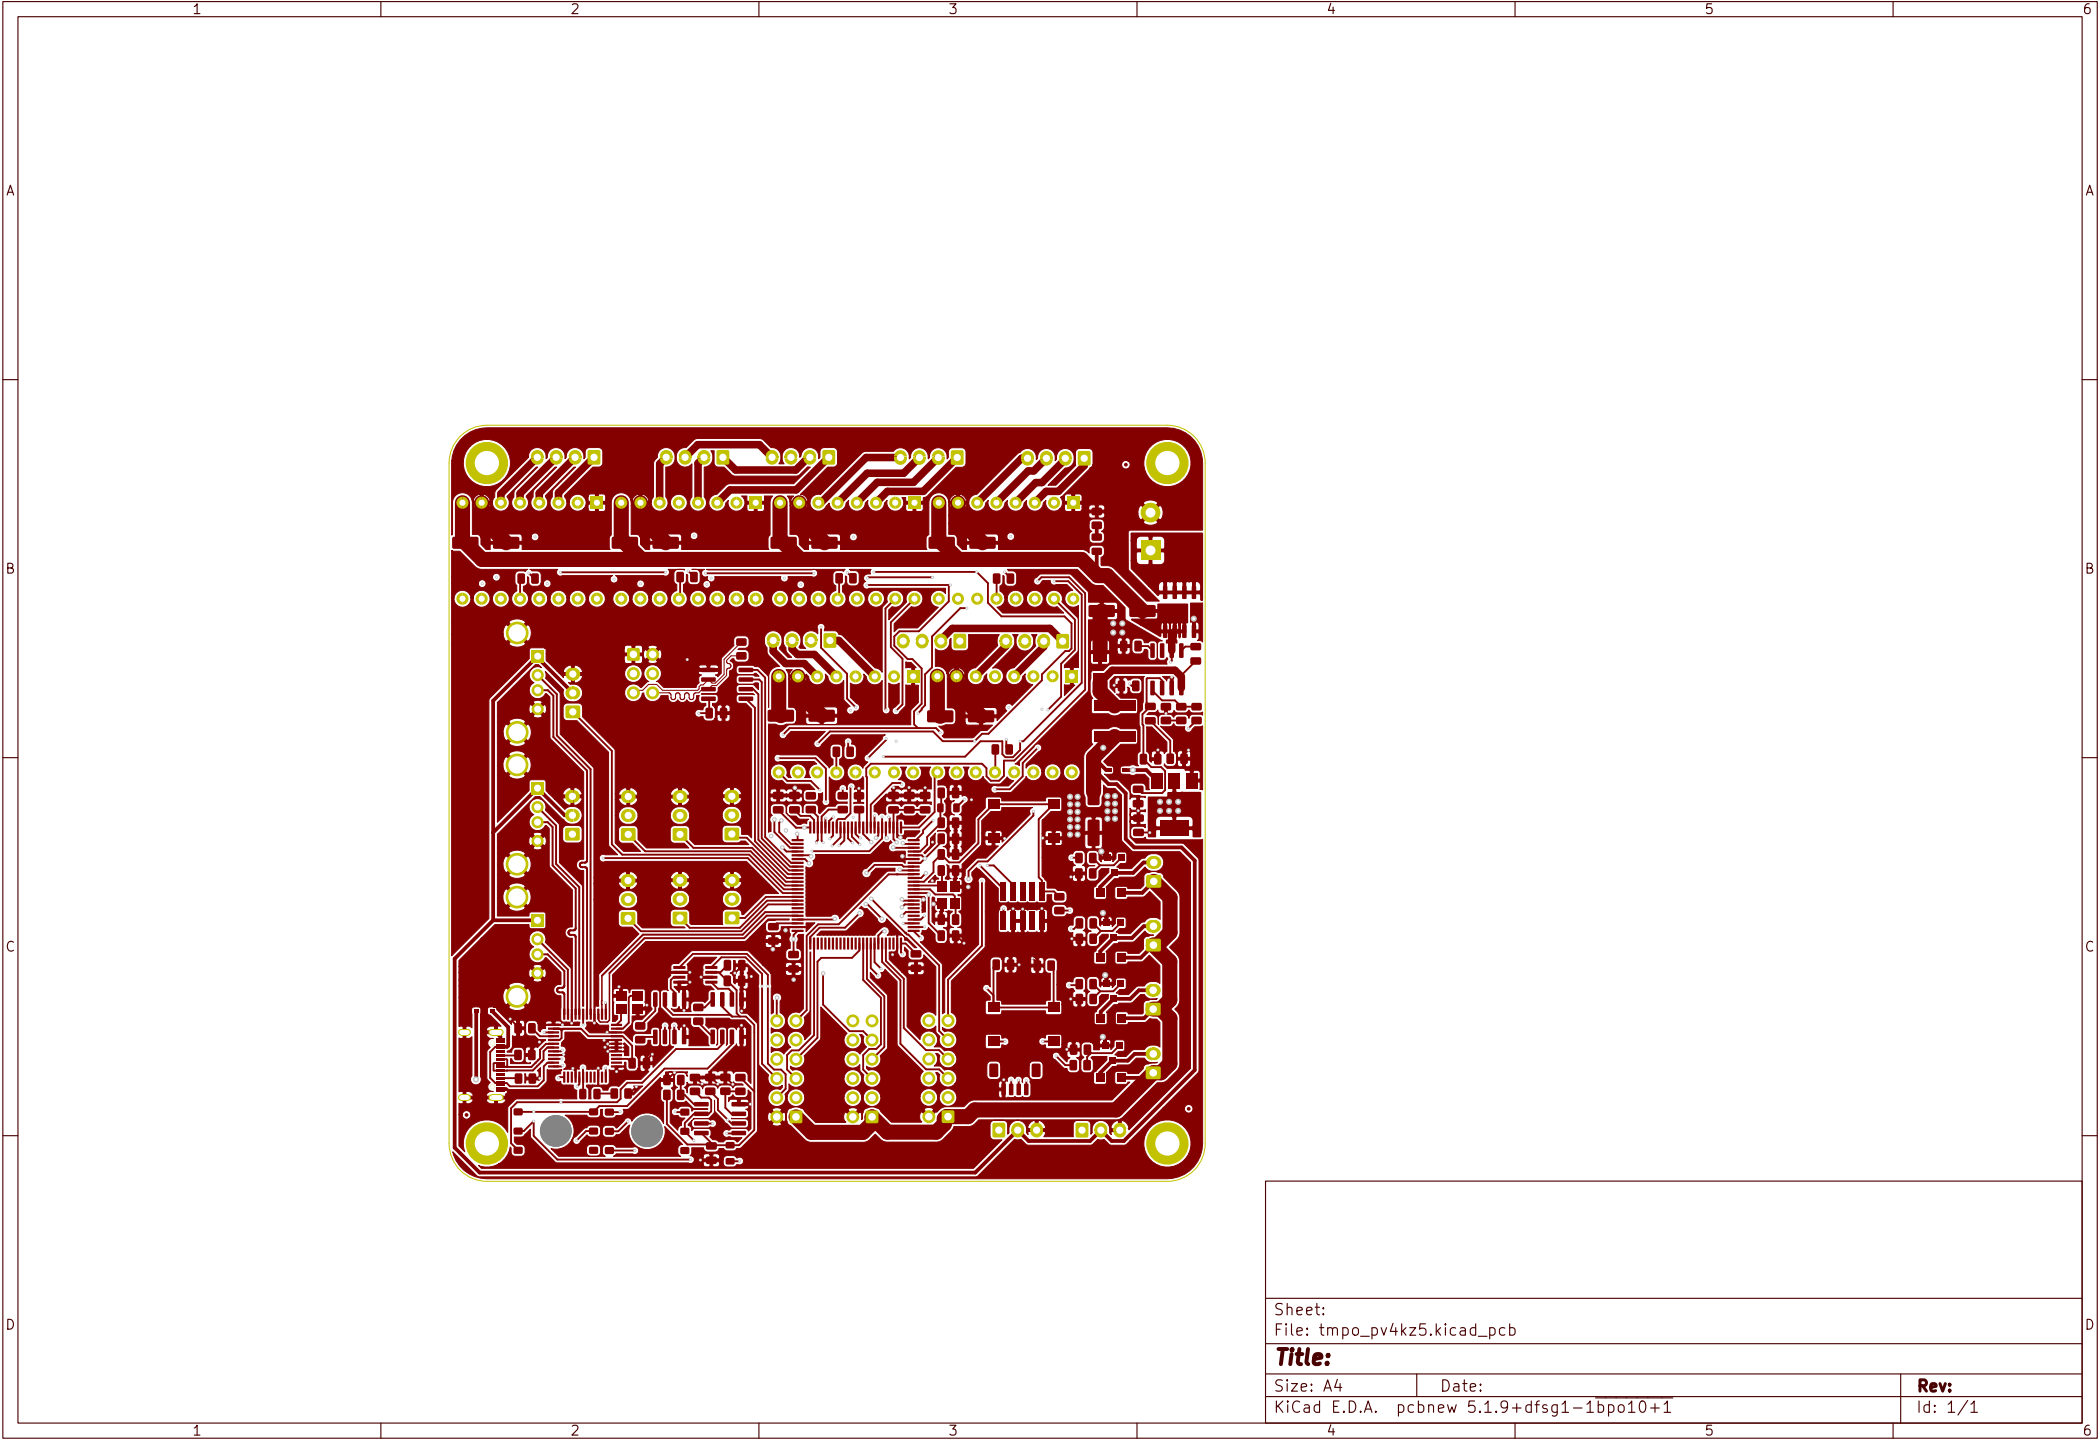 1 2 3 4 5 6
A A
B B
C C
D D
Sheet:
File: tmpo_pv4kz5.kicad_pcb
Title:
Size: A4 Date: Rev:
KiCad E.D.A. pcbnew 5.1.9+dfsg1-1bpo10+1 Id: 1/1
1 2 3 4 5 6